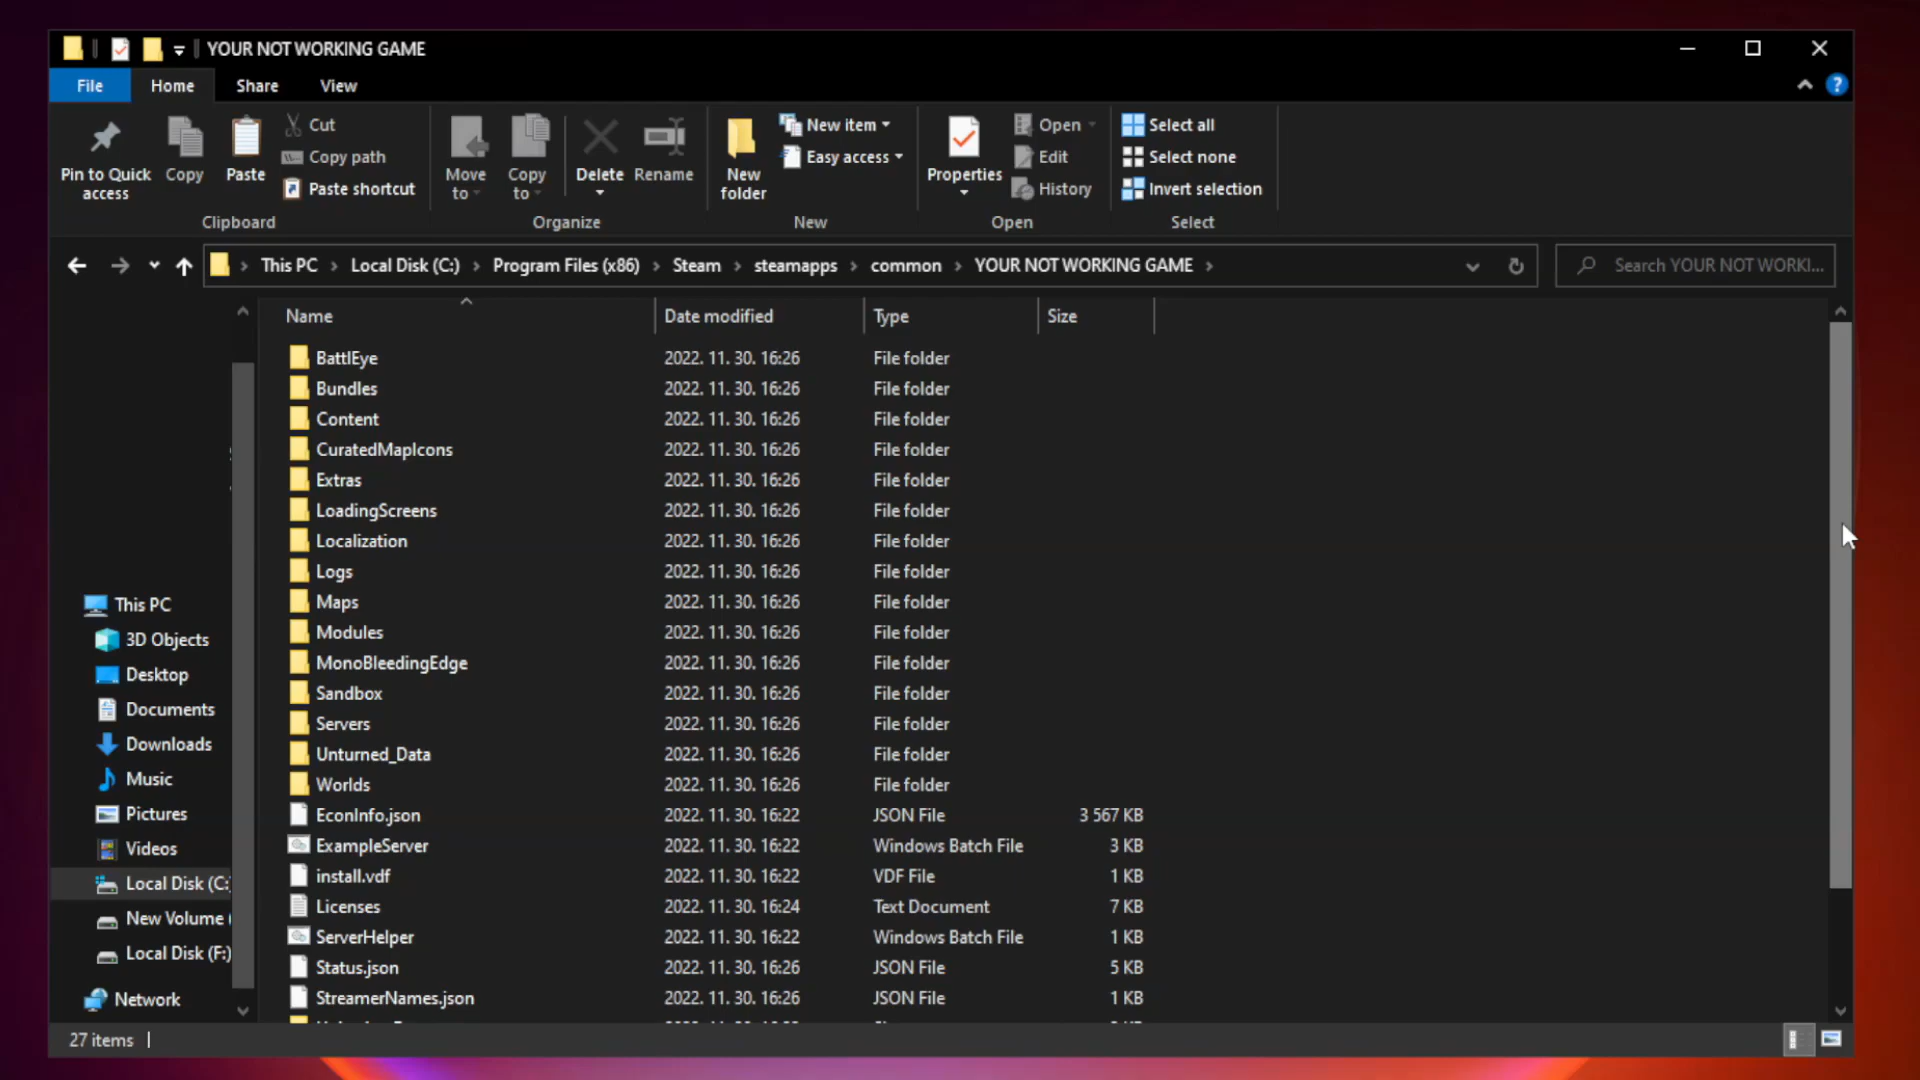 YOUR NOT WORKING GAME
File Home Share View
Pin to Quick access
Copy
Paste
Cut
Copy path
Paste shortcut
Clipboard
Move to
Copy to
Delete
Rename
Organize
New folder
New item
Easy access
New
Properties
Open
Edit
History
Open
Select all
Select none
Invert selection
Select
This PC > Local Disk (C:) > Program Files (x86) > Steam > steamapps > common > YOUR NOT WORKING GAME >
Search YOUR NOT WORKI...
This PC
3D Objects
Desktop
Documents
Downloads
Music
Pictures
Videos
Local Disk (C:
New Volume (
Local Disk (F:)
Network
Name Date modified Type Size
BattlEye 2022. 11. 30. 16:26 File folder
Bundles 2022. 11. 30. 16:26 File folder
Content 2022. 11. 30. 16:26 File folder
CuratedMapIcons 2022. 11. 30. 16:26 File folder
Extras 2022. 11. 30. 16:26 File folder
LoadingScreens 2022. 11. 30. 16:26 File folder
Localization 2022. 11. 30. 16:26 File folder
Logs 2022. 11. 30. 16:26 File folder
Maps 2022. 11. 30. 16:26 File folder
Modules 2022. 11. 30. 16:26 File folder
MonoBleedingEdge 2022. 11. 30. 16:26 File folder
Sandbox 2022. 11. 30. 16:26 File folder
Servers 2022. 11. 30. 16:26 File folder
Unturned_Data 2022. 11. 30. 16:26 File folder
Worlds 2022. 11. 30. 16:26 File folder
EconInfo.json 2022. 11. 30. 16:22 JSON File 3 567 KB
ExampleServer 2022. 11. 30. 16:22 Windows Batch File 3 KB
install.vdf 2022. 11. 30. 16:22 VDF File 1 KB
Licenses 2022. 11. 30. 16:24 Text Document 7 KB
ServerHelper 2022. 11. 30. 16:22 Windows Batch File 1 KB
Status.json 2022. 11. 30. 16:26 JSON File 5 KB
StreamerNames.json 2022. 11. 30. 16:26 JSON File 1 KB
27 items